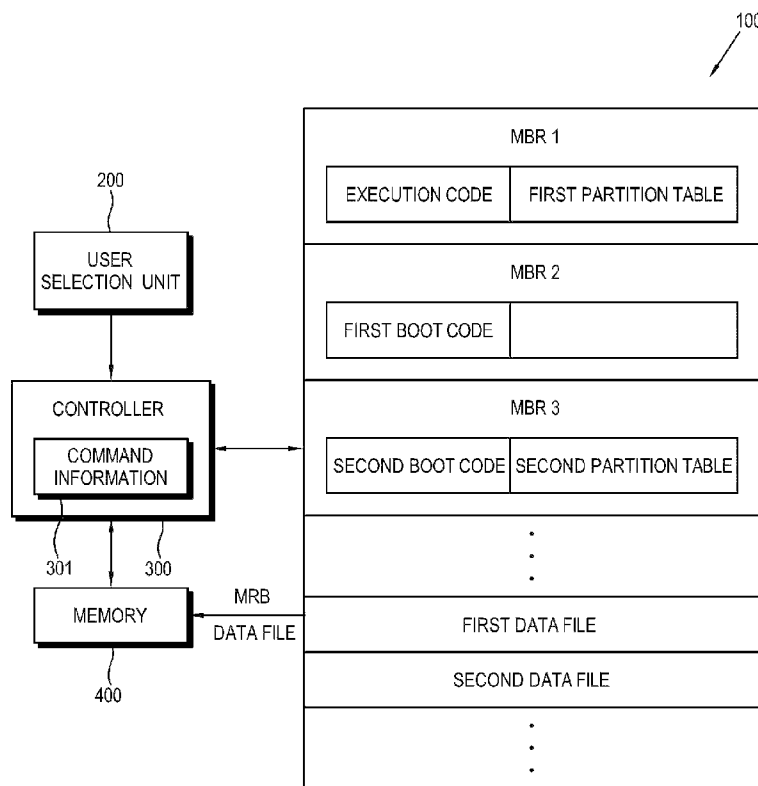 100
MBR 1
EXECUTION CODE
FIRST PARTITION TABLE
200
USER
SELECTION UNIT
MBR 2
FIRST BOOT CODE
CONTROLLER
COMMAND
INFORMATION
MBR 3
SECOND BOOT CODE
SECOND PARTITION TABLE
301
300
MEMORY
400
MRB
DATA FILE
FIRST DATA FILE
SECOND DATA FILE